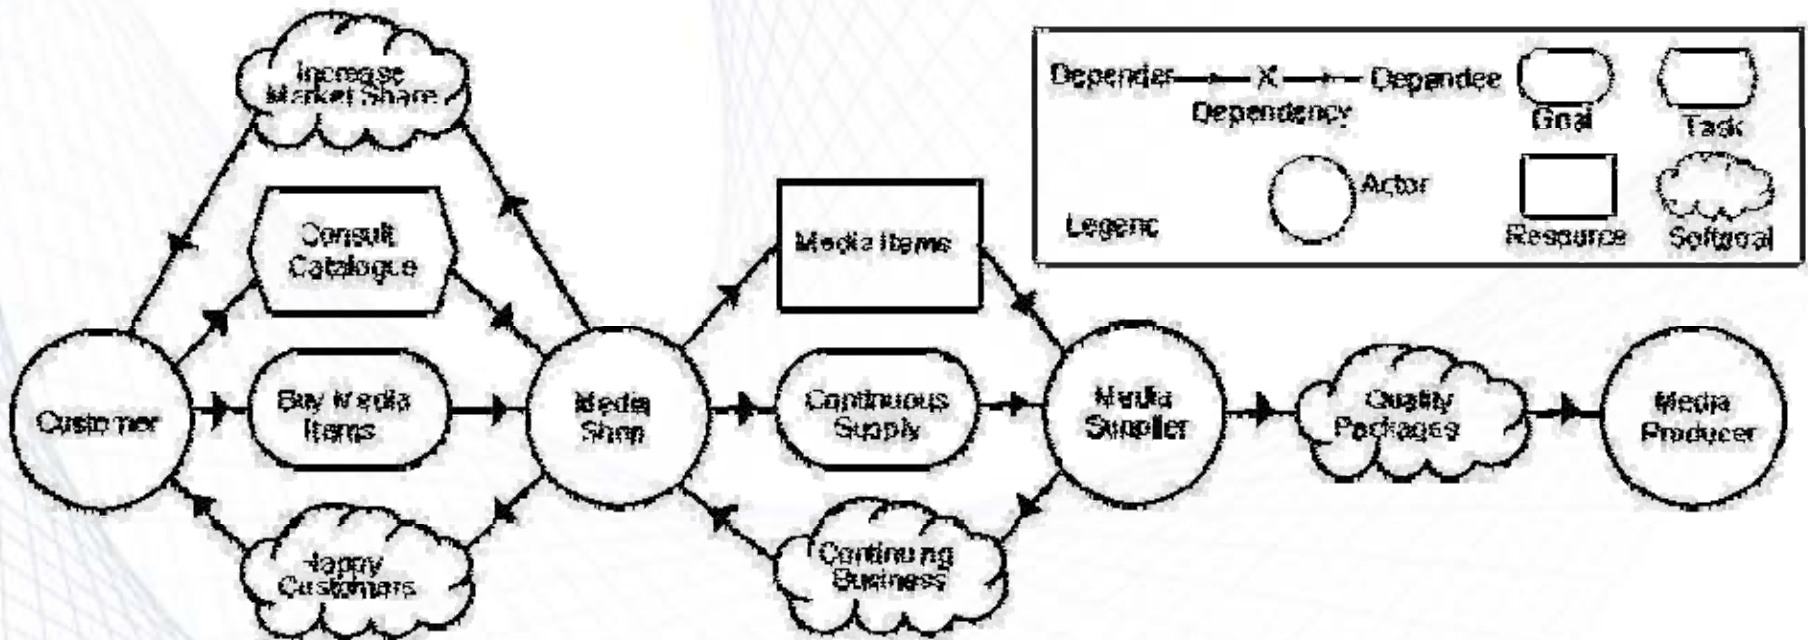 Increase
Market Share
Consult
Catalogue
Customer
Buy Media
Items
Media
Shop
Happy
Customers
Media Items
Continuous
Supply
Continuing
Business
Media
Supplier
Quality
Packages
Media
Producer
Depender
X
Dependee
Dependency
Goal
Task
Actor
Legend
Resource
Softgoal